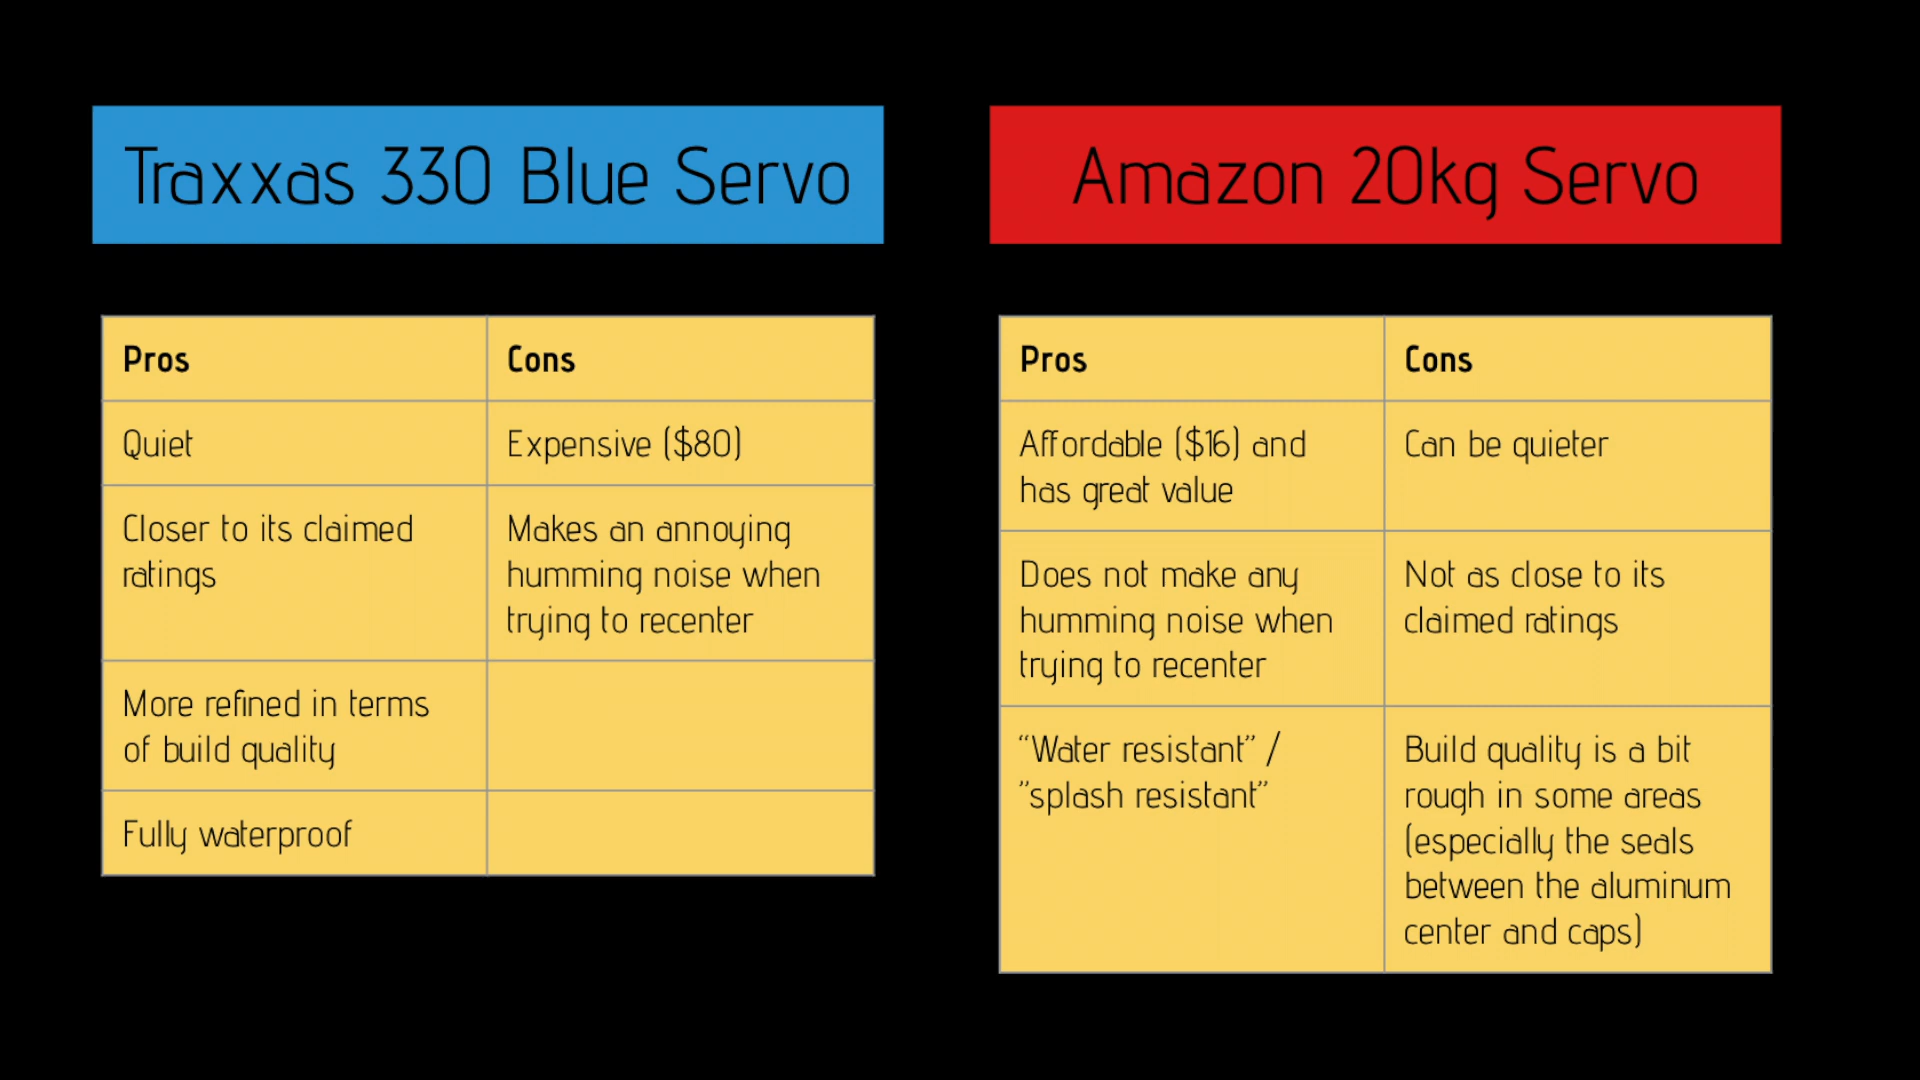 Traxxas 330 Blue Servo
Pros
Cons
Quiet
Expensive ($80)
Closer to its claimed
ratings
Makes an annoying
humming noise when
trying to recenter
More refined in terms
of build quality
Fully waterproof
Amazon 20kg Servo
Pros
Cons
Affordable ($16) and
has great value
Can be quieter
Does not make any
humming noise when
trying to recenter
Not as close to its
claimed ratings
“Water resistant” /
”splash resistant”
Build quality is a bit
rough in some areas
(especially the seals
between the aluminum
center and caps)